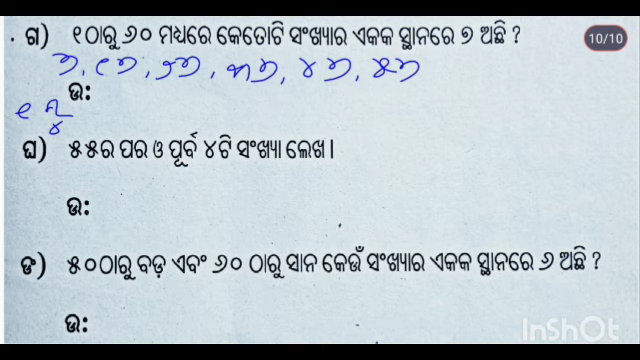 ଗ) ୧ଠାରୁ ୬୦ ମଧ୍ୟରେ କେତୋଟି ସଂଖ୍ୟାର ଏକକ ସ୍ଥାନରେ ୭ ଅଛି ?
10/10
୭, ୧୭, ୨୭, ୩୭, ୪୭, ୫୭
ଉ:
ଘ) ୫୫ର ପର ଓ ପୂର୍ବ ୪ଟି ସଂଖ୍ୟା ଲେଖ।
ଉ:
ଙ) ୫୦ଠାରୁ ବଡ଼ ଏବଂ ୬୦ ଠାରୁ ସାନ କେଉଁ ସଂଖ୍ୟାର ଏକକ ସ୍ଥାନରେ ୬ ଅଛି ?
ଉ:
InShOt